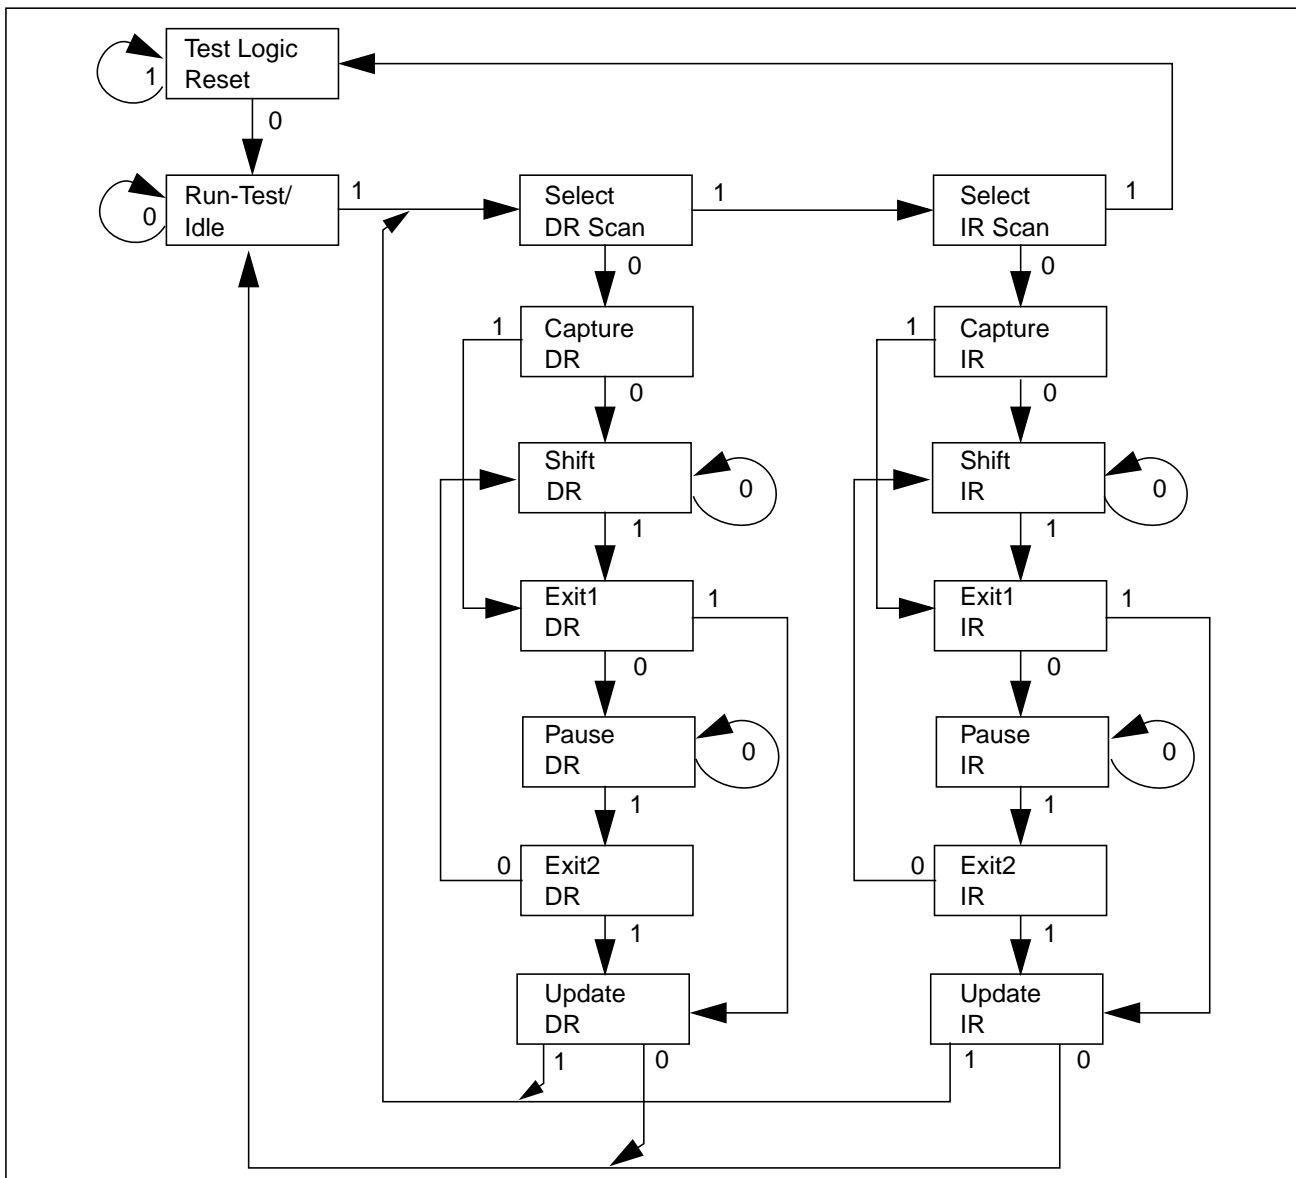 Test Logic
Reset
1
0
Run-Test/
Idle
0
1
Select
DR Scan
1
0
Select
IR Scan
1
0
Capture
DR
1
0
Capture
IR
1
0
Shift
DR
0
1
Shift
IR
0
1
Exit1
DR
1
0
Exit1
IR
1
0
Pause
DR
0
1
Pause
IR
0
1
Exit2
DR
0
1
Exit2
IR
0
1
Update
DR
1
0
Update
IR
1
0